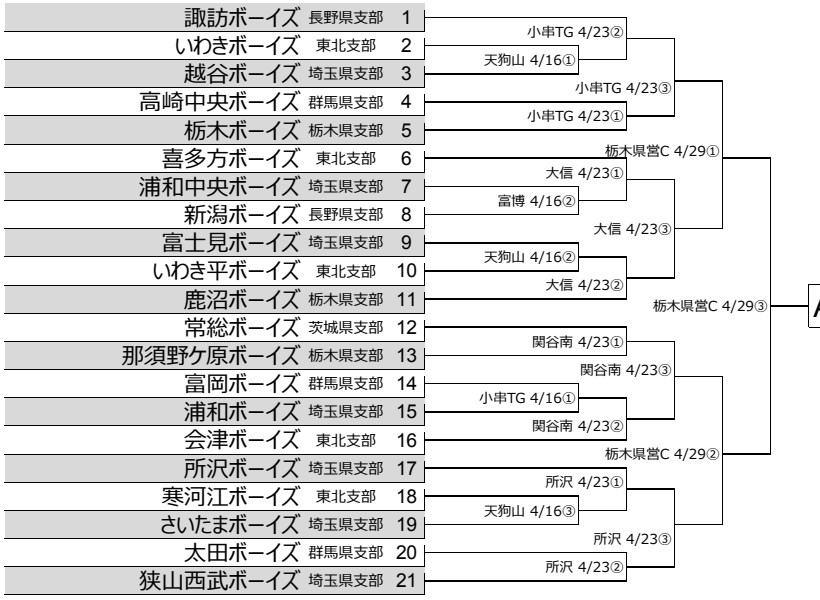 諏訪ボーイズ 長野県支部 1
小串TG 4/23②
いわきボーイズ 東北支部 2
天狗山 4/16①
越谷ボーイズ 埼玉県支部 3
小串TG 4/23③
高崎中央ボーイズ 群馬県支部 4
小串TG 4/23①
栃木ボーイズ 栃木県支部 5
栃木県営C 4/29①
喜多方ボーイズ 東北支部 6
大信 4/23①
浦和中央ボーイズ 埼玉県支部 7
富博 4/16②
新潟ボーイズ 長野県支部 8
大信 4/23③
富士見ボーイズ 埼玉県支部 9
天狗山 4/16②
いわき平ボーイズ 東北支部 10
大信 4/23②
鹿沼ボーイズ 栃木県支部 11
栃木県営C 4/29③
A
常総ボーイズ 茨城県支部 12
関谷南 4/23①
那須野ケ原ボーイズ 栃木県支部 13
関谷南 4/23③
富岡ボーイズ 群馬県支部 14
小串TG 4/16①
浦和ボーイズ 埼玉県支部 15
関谷南 4/23②
会津ボーイズ 東北支部 16
栃木県営C 4/29②
所沢ボーイズ 埼玉県支部 17
所沢 4/23①
寒河江ボーイズ 東北支部 18
天狗山 4/16③
さいたまボーイズ 埼玉県支部 19
所沢 4/23③
太田ボーイズ 群馬県支部 20
所沢 4/23②
狭山西武ボーイズ 埼玉県支部 21